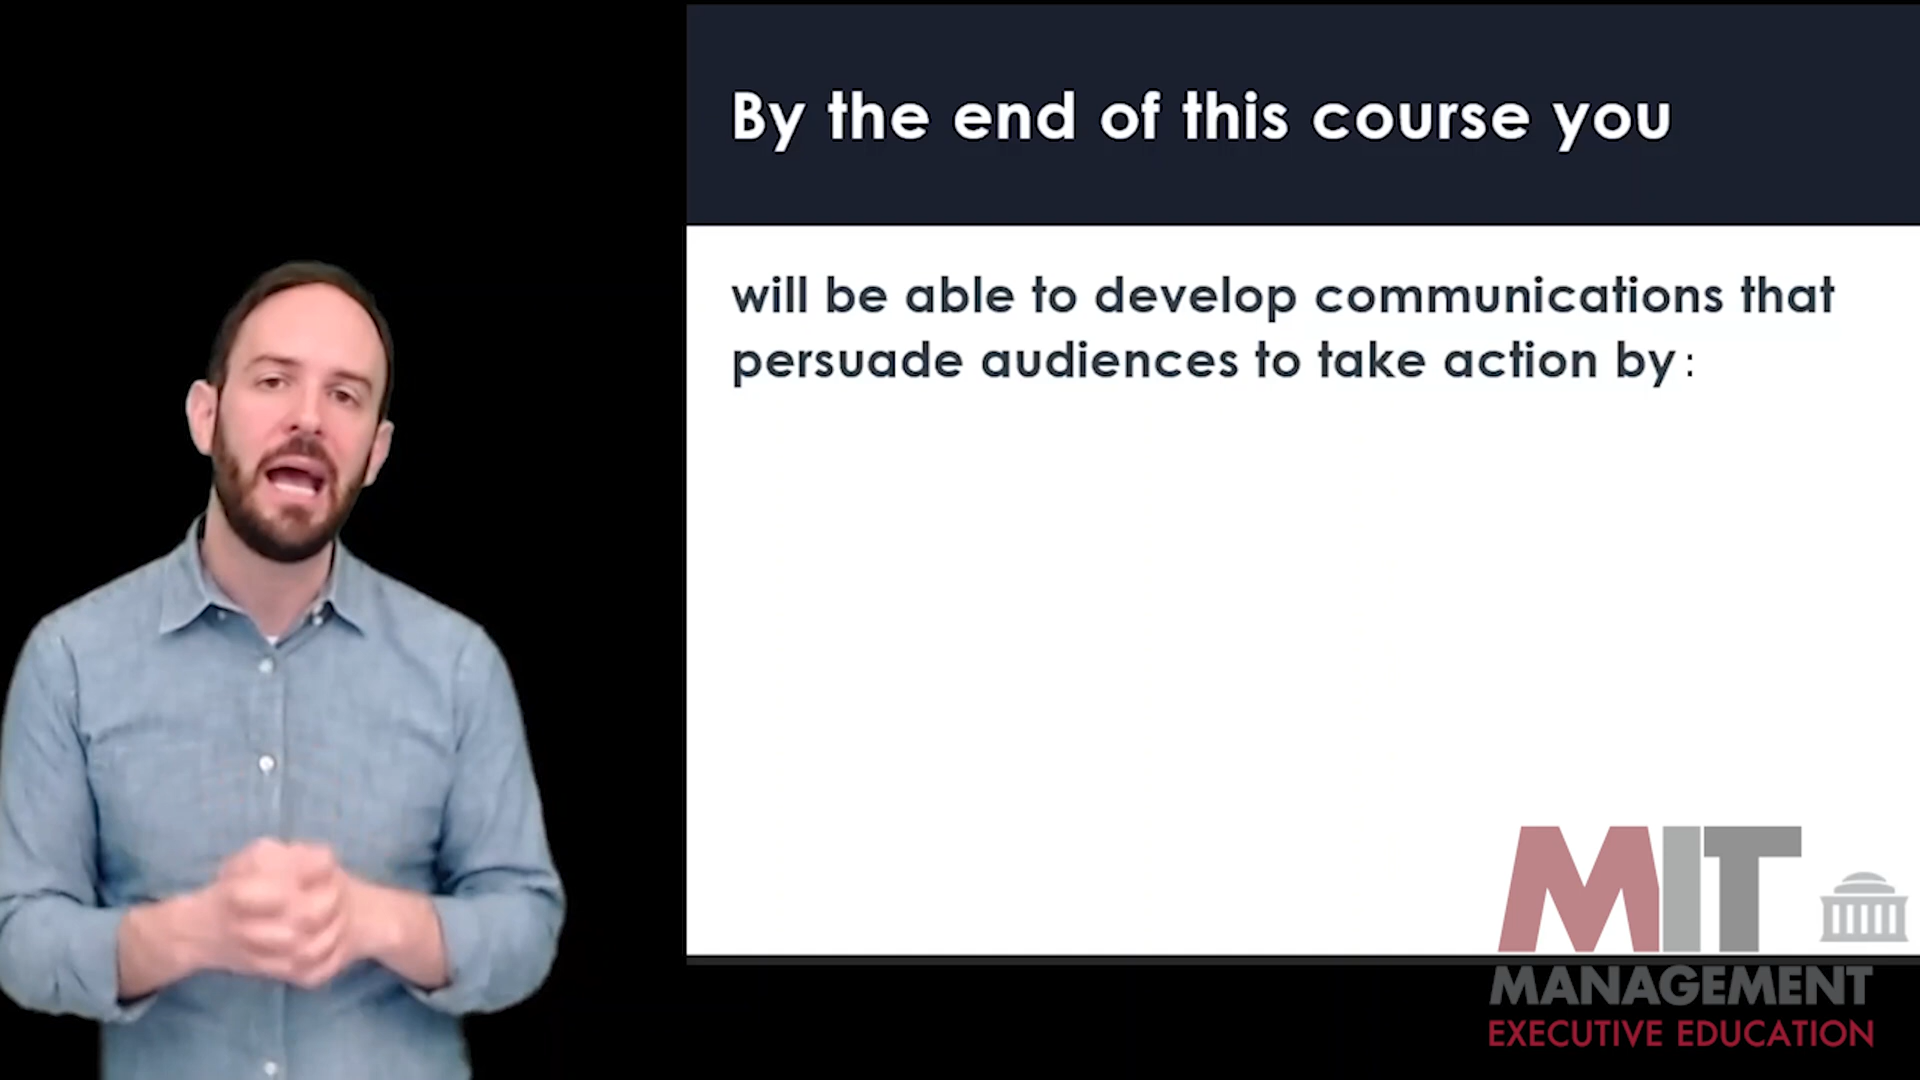 By the end of this course you
will be able to develop communications that
persuade audiences to take action by:
MIT
MANAGEMENT
EXECUTIVE EDUCATION